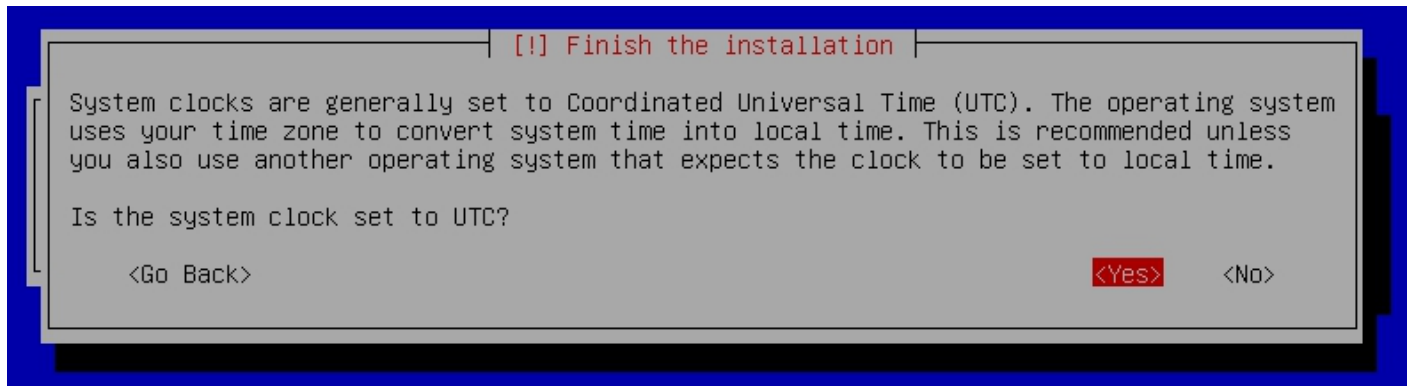 [!] Finish the installation
System clocks are generally set to Coordinated Universal Time (UTC). The operating system
uses your time zone to convert system time into local time. This is recommended unless
you also use another operating system that expects the clock to be set to local time.
Is the system clock set to UTC?
<Go Back> <Yes> <No>